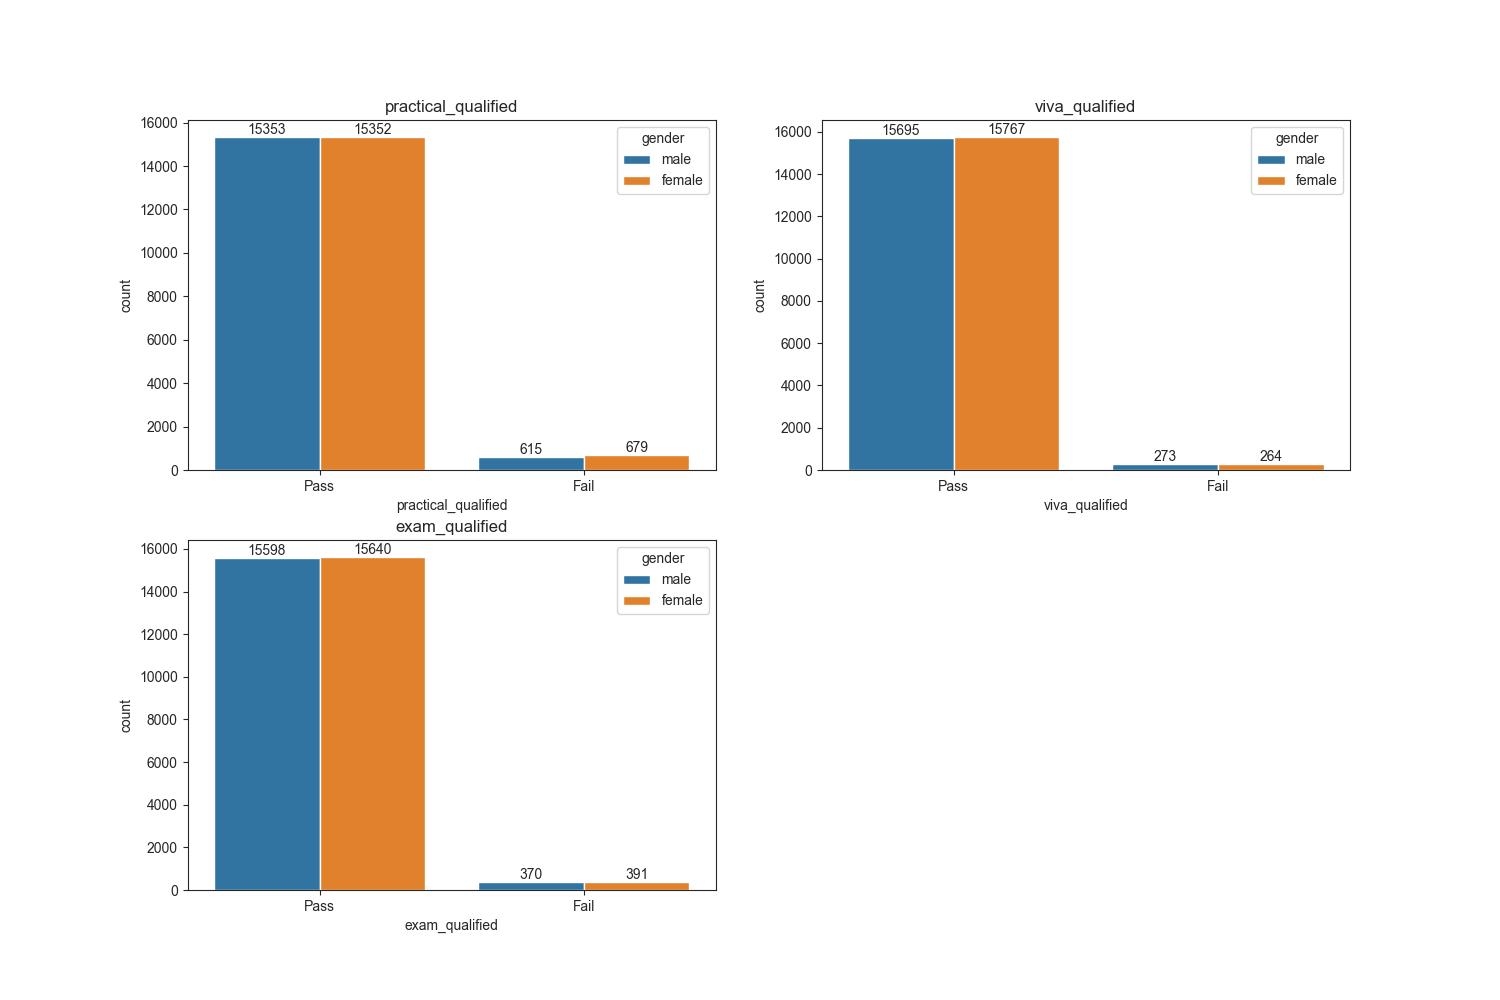 practical_qualified
16000
14000
12000
10000
8000
6000
4000
2000
0
count
15353
15352
615
679
gender
male
female
Pass
Fail
practical_qualified
viva_qualified
16000
14000
12000
10000
8000
6000
4000
2000
0
count
15695
15767
273
264
gender
male
female
Pass
Fail
viva_qualified
exam_qualified
16000
14000
12000
10000
8000
6000
4000
2000
0
count
15598
15640
370
391
gender
male
female
Pass
Fail
exam_qualified